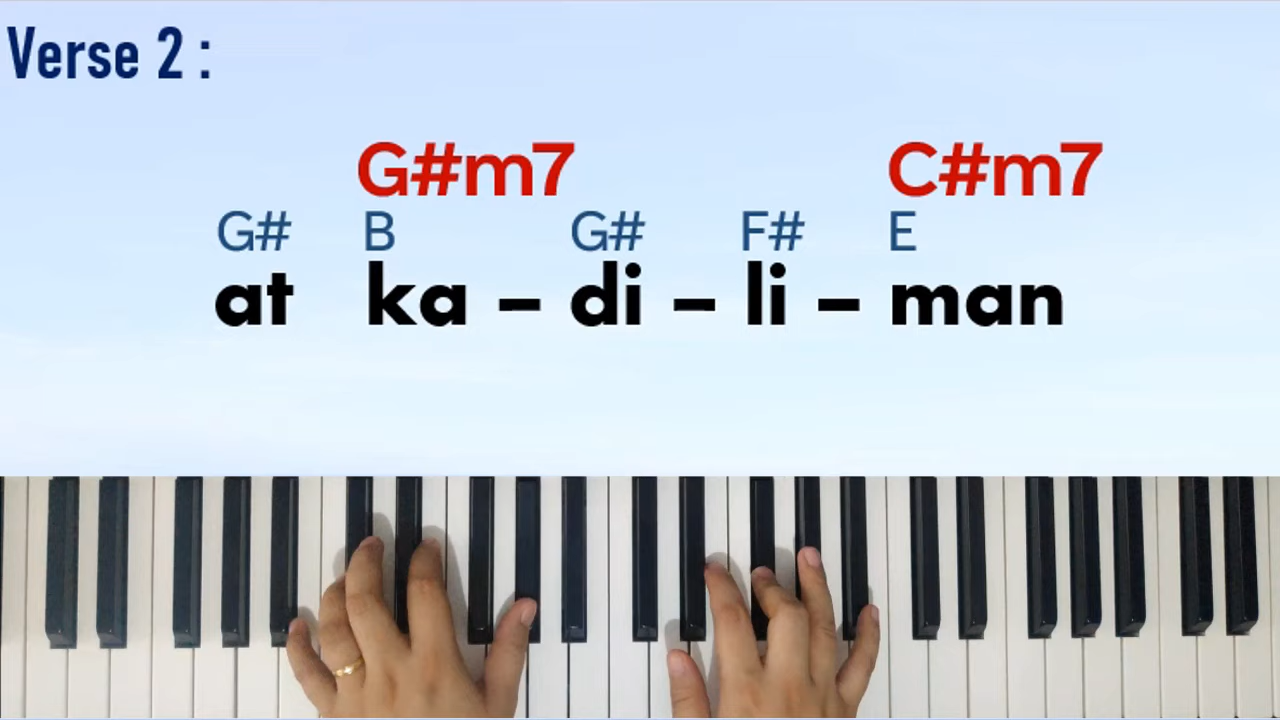 Verse 2 :
G#m7 C#m7
G# B G# F# E
at ka – di – li – man